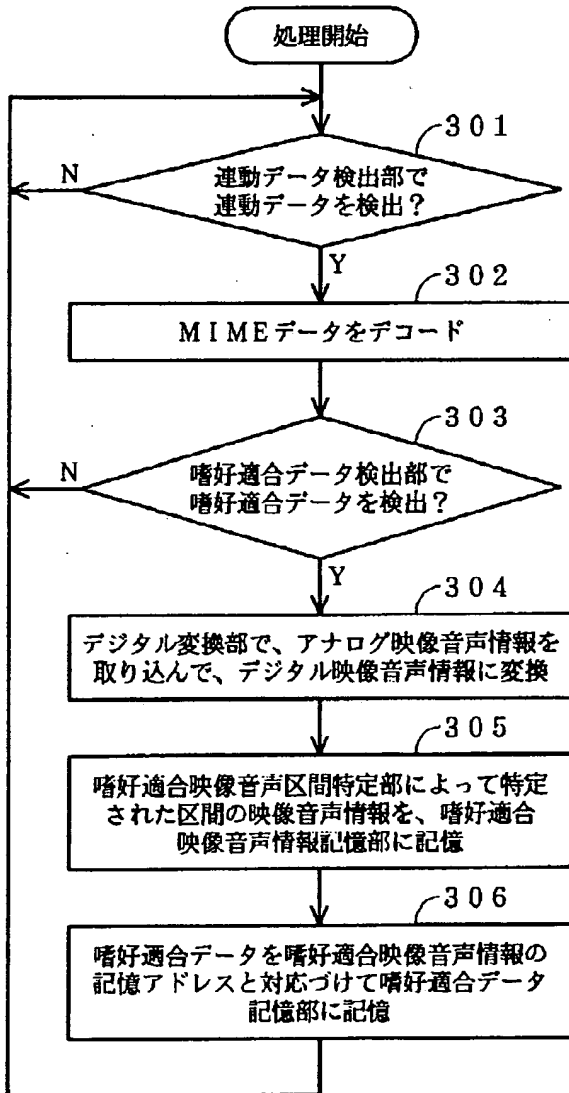 処理開始
301
連動データ検出部で
連動データを検出？
N
Y
302
ＭＩＭＥデータをデコード
303
嗜好適合データ検出部で
嗜好適合データを検出？
N
Y
304
デジタル変換部で、アナログ映像音声情報を
取り込んで、デジタル映像音声情報に変換
305
嗜好適合映像音声区間特定部によって特定
された区間の映像音声情報を、嗜好適合
映像音声情報記憶部に記憶
306
嗜好適合データを嗜好適合映像音声情報の
記憶アドレスと対応づけて嗜好適合データ
記憶部に記憶